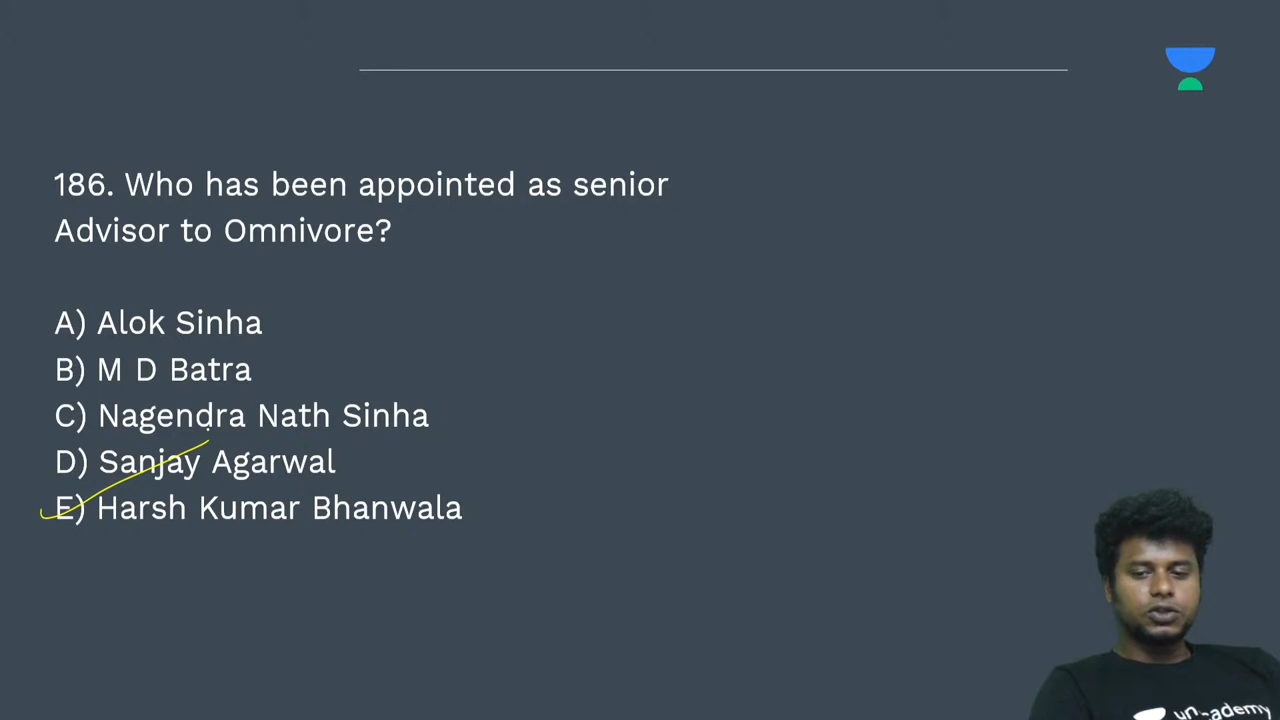 186. Who has been appointed as senior
Advisor to Omnivore?
A) Alok Sinha
B) M D Batra
C) Nagendra Nath Sinha
D) Sanjay Agarwal
E) Harsh Kumar Bhanwala